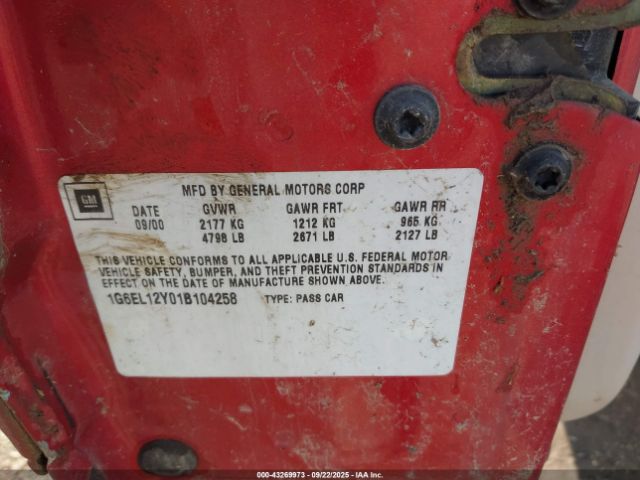 MFD BY GENERAL MOTORS CORP
GM
DATE GVWR GAWR FRT GAWR RR
09/00 2177 KG 1212 KG 965 KG
4798 LB 2671 LB 2127 LB
THIS VEHICLE CONFORMS TO ALL APPLICABLE U.S. FEDERAL MOTOR
VEHICLE SAFETY, BUMPER, AND THEFT PREVENTION STANDARDS IN
EFFECT ON THE DATE OF MANUFACTURE SHOWN ABOVE.
1G6EL12Y01B104258 TYPE: PASS CAR
000-43269973 - 09/22/2025 - IAA Inc.